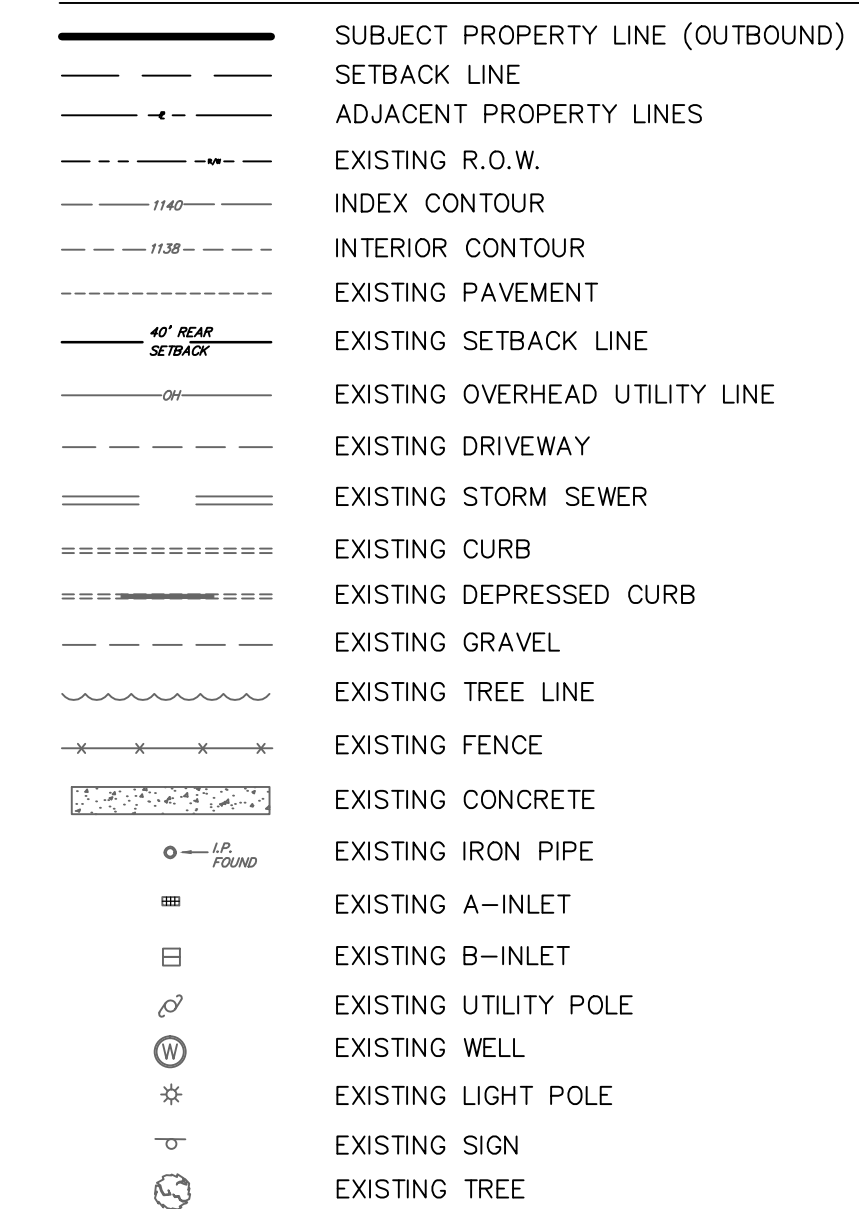 SUBJECT PROPERTY LINE (OUTBOUND)
SETBACK LINE
ADJACENT PROPERTY LINES
R/W EXISTING R.O.W.
1140 INDEX CONTOUR
1138 INTERIOR CONTOUR
EXISTING PAVEMENT
40' REAR
SETBACK
EXISTING SETBACK LINE
OH EXISTING OVERHEAD UTILITY LINE
EXISTING DRIVEWAY
EXISTING STORM SEWER
EXISTING CURB
EXISTING DEPRESSED CURB
EXISTING GRAVEL
EXISTING TREE LINE
EXISTING FENCE
EXISTING CONCRETE
I.P.
FOUND
EXISTING IRON PIPE
EXISTING A-INLET
EXISTING B-INLET
EXISTING UTILITY POLE
W EXISTING WELL
EXISTING LIGHT POLE
EXISTING SIGN
EXISTING TREE